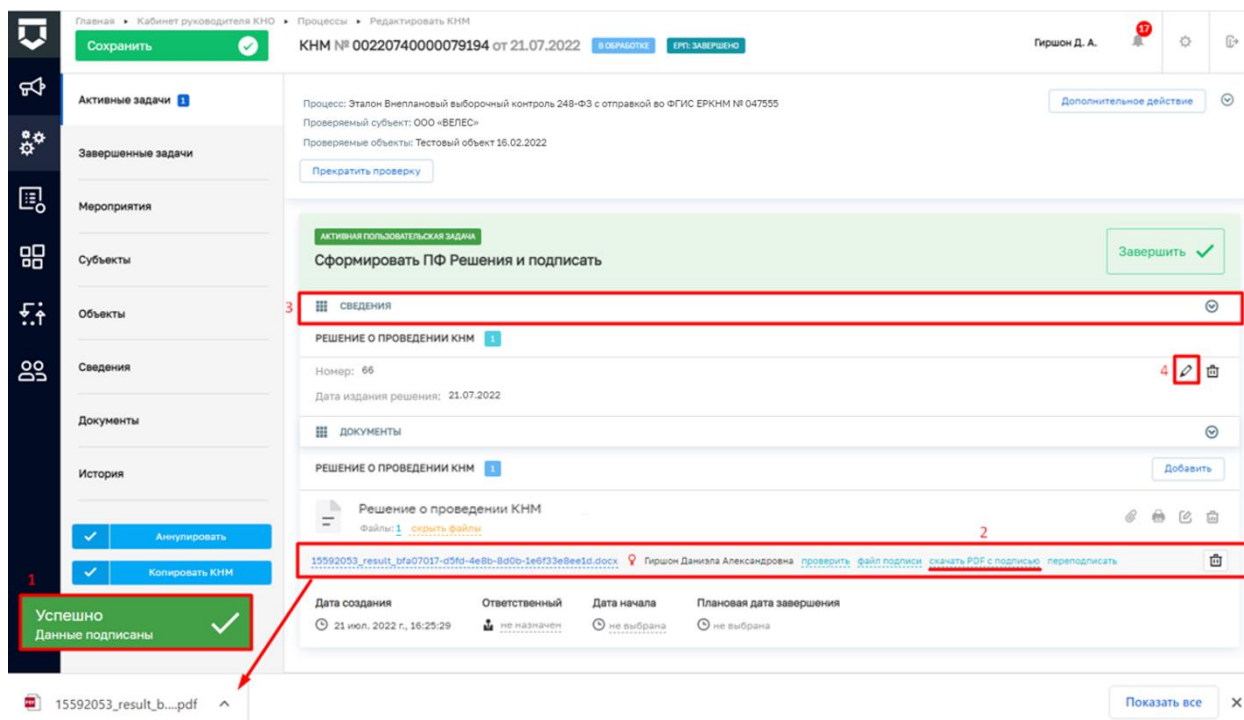 Главная ▸ Кабинет руководителя КНО ▸ Процессы ▸ Редактировать КНМ
Сохранить
КНМ № 00220740000079194 от 21.07.2022 В ОБРАБОТКЕ ЕРП: ЗАВЕРШЕНО
Гиршон Д. А.
17
Активные задачи 1
Завершенные задачи
Мероприятия
Субъекты
Объекты
Сведения
Документы
История
Аннулировать
Копировать КНМ
1
Успешно
Данные подписаны
Процесс: Эталон Внеплановый выборочный контроль 248-ФЗ с отправкой во ФГИС ЕРКНМ № 047555
Дополнительное действие
Проверяемый субъект: ООО «ВЕЛЕС»
Проверяемые объекты: Тестовый объект 16.02.2022
Прекратить проверку
АКТИВНАЯ ПОЛЬЗОВАТЕЛЬСКАЯ ЗАДАЧА
Сформировать ПФ Решения и подписать
Завершить
3 СВЕДЕНИЯ
РЕШЕНИЕ О ПРОВЕДЕНИИ КНМ 1
Номер: 66
4
Дата издания решения: 21.07.2022
ДОКУМЕНТЫ
РЕШЕНИЕ О ПРОВЕДЕНИИ КНМ 1
Добавить
Решение о проведении КНМ
Файлы: 1 скрыть файлы
2
15592053_result_bfa07017-d5fd-4e8b-8d0b-1e6f33e8ee1d.docx Гиршон Даниэла Александровна проверить файл подписи скачать PDF с подписью переподписать
Дата создания Ответственный Дата начала Плановая дата завершения
21 июл. 2022 г., 16:25:29 не назначен не выбрана не выбрана
15592053_result_b....pdf
Показать все